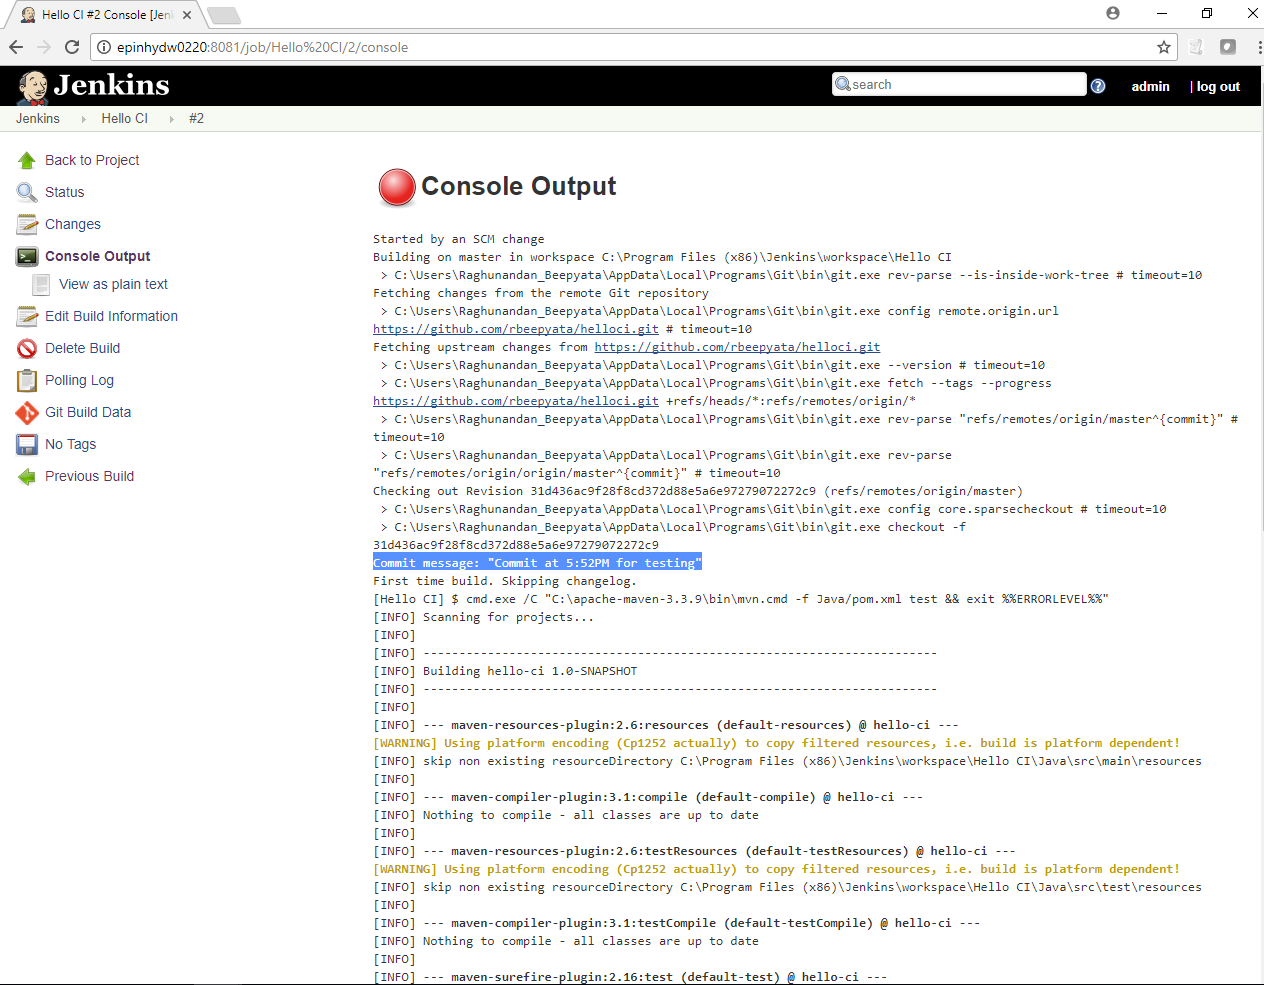 Hello CI #2 Console [Jen
epinhydw0220:8081/job/Hello%20CI/2/console
Jenkins
search
admin
| log out
Jenkins
Hello CI
#2
Back to Project
Status
Changes
Console Output
View as plain text
Edit Build Information
Delete Build
Polling Log
Git Build Data
No Tags
Previous Build
Console Output
Started by an SCM change
Building on master in workspace C:\Program Files (x86)\Jenkins\workspace\Hello CI
> C:\Users\Raghunandan_Beepyata\AppData\Local\Programs\Git\bin\git.exe rev-parse --is-inside-work-tree # timeout=10
Fetching changes from the remote Git repository
> C:\Users\Raghunandan_Beepyata\AppData\Local\Programs\Git\bin\git.exe config remote.origin.url
https://github.com/rbeepyata/helloci.git # timeout=10
Fetching upstream changes from https://github.com/rbeepyata/helloci.git
> C:\Users\Raghunandan_Beepyata\AppData\Local\Programs\Git\bin\git.exe --version # timeout=10
> C:\Users\Raghunandan_Beepyata\AppData\Local\Programs\Git\bin\git.exe fetch --tags --progress
https://github.com/rbeepyata/helloci.git +refs/heads/*:refs/remotes/origin/*
> C:\Users\Raghunandan_Beepyata\AppData\Local\Programs\Git\bin\git.exe rev-parse "refs/remotes/origin/master^{commit}" #
timeout=10
> C:\Users\Raghunandan_Beepyata\AppData\Local\Programs\Git\bin\git.exe rev-parse
"refs/remotes/origin/origin/master^{commit}" # timeout=10
Checking out Revision 31d436ac9f28f8cd372d88e5a6e97279072272c9 (refs/remotes/origin/master)
> C:\Users\Raghunandan_Beepyata\AppData\Local\Programs\Git\bin\git.exe config core.sparsecheckout # timeout=10
> C:\Users\Raghunandan_Beepyata\AppData\Local\Programs\Git\bin\git.exe checkout -f
31d436ac9f28f8cd372d88e5a6e97279072272c9
Commit message: "Commit at 5:52PM for testing"
First time build. Skipping changelog.
[Hello CI] $ cmd.exe /C "C:\apache-maven-3.3.9\bin\mvn.cmd -f Java/pom.xml test && exit %%ERRORLEVEL%%"
[INFO] Scanning for projects...
[INFO]
[INFO] ------------------------------------------------------------------------
[INFO] Building hello-ci 1.0-SNAPSHOT
[INFO] ------------------------------------------------------------------------
[INFO]
[INFO] --- maven-resources-plugin:2.6:resources (default-resources) @ hello-ci ---
[WARNING] Using platform encoding (Cp1252 actually) to copy filtered resources, i.e. build is platform dependent!
[INFO] skip non existing resourceDirectory C:\Program Files (x86)\Jenkins\workspace\Hello CI\Java\src\main\resources
[INFO]
[INFO] --- maven-compiler-plugin:3.1:compile (default-compile) @ hello-ci ---
[INFO] Nothing to compile - all classes are up to date
[INFO]
[INFO] --- maven-resources-plugin:2.6:testResources (default-testResources) @ hello-ci ---
[WARNING] Using platform encoding (Cp1252 actually) to copy filtered resources, i.e. build is platform dependent!
[INFO] skip non existing resourceDirectory C:\Program Files (x86)\Jenkins\workspace\Hello CI\Java\src\test\resources
[INFO]
[INFO] --- maven-compiler-plugin:3.1:testCompile (default-testCompile) @ hello-ci ---
[INFO] Nothing to compile - all classes are up to date
[INFO]
[INFO] --- maven-surefire-plugin:2.16:test (default-test) @ hello-ci ---